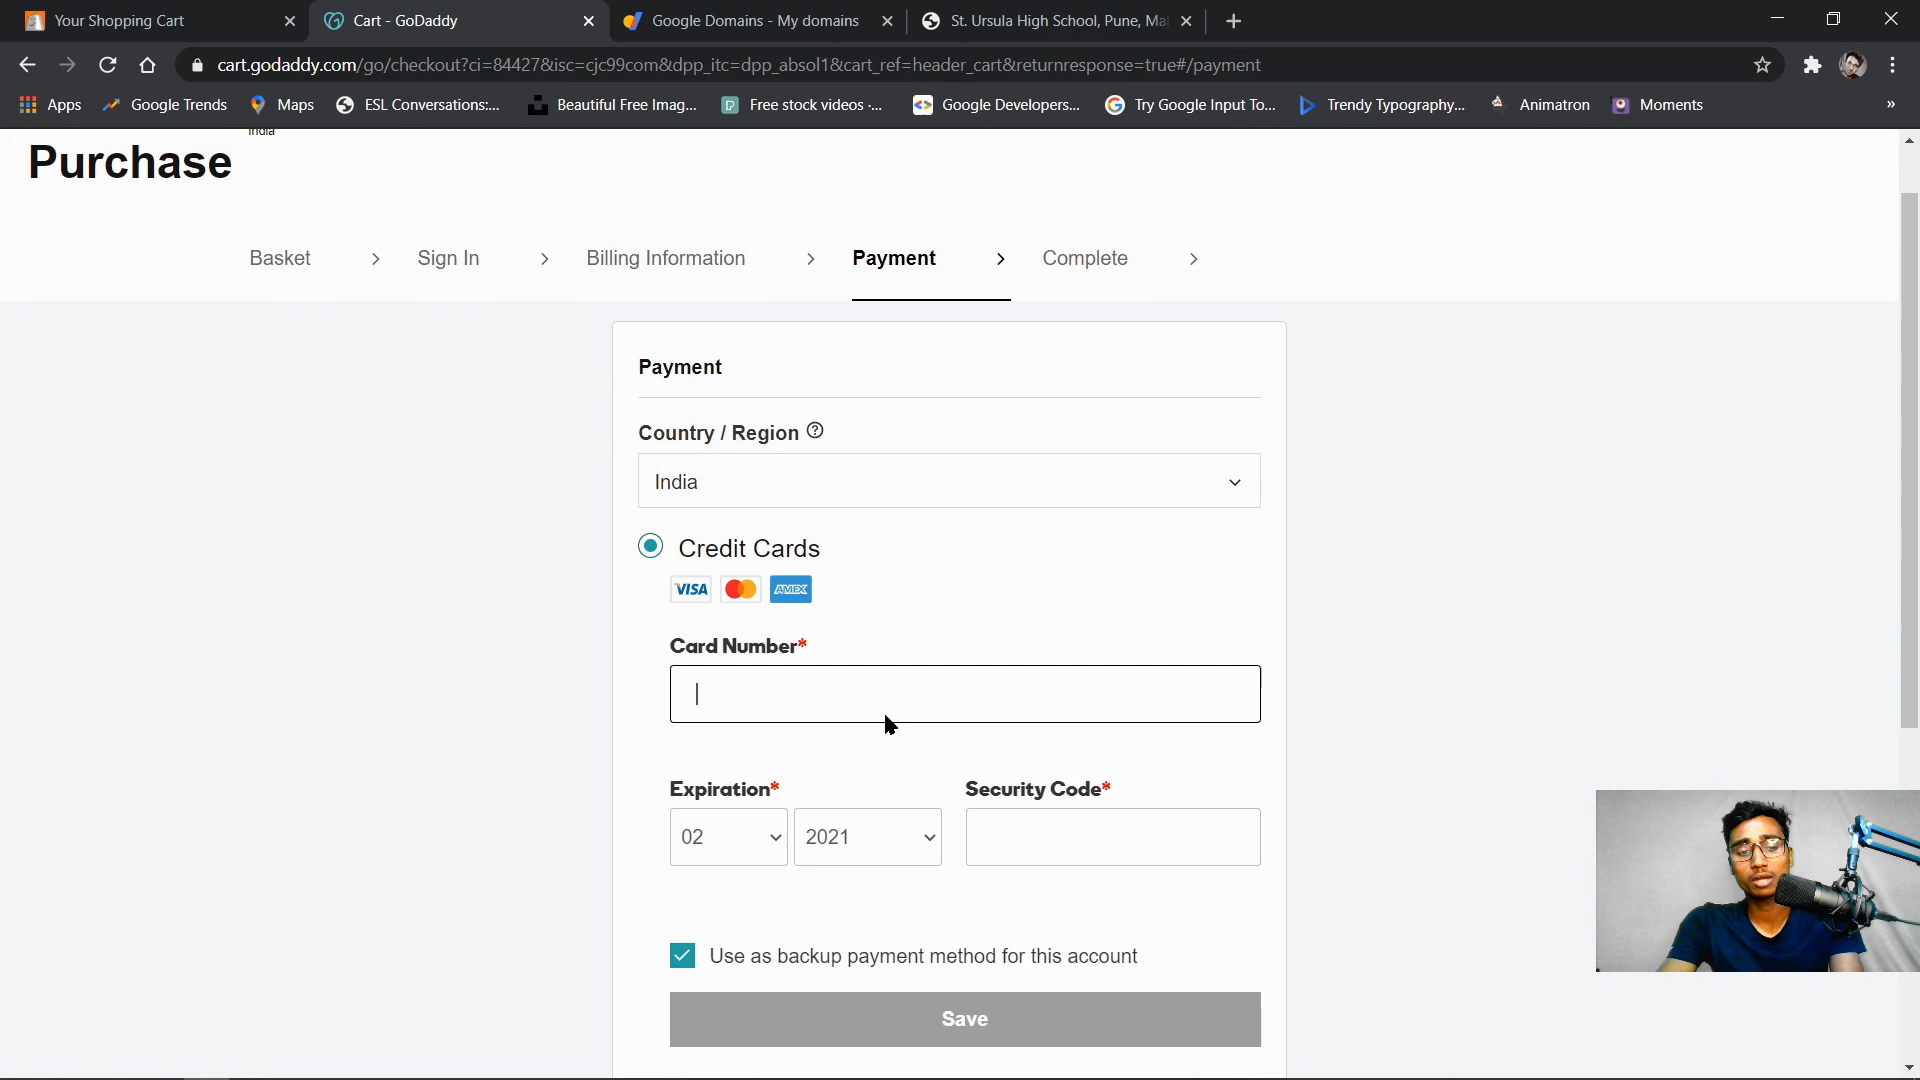 Your Shopping Cart
Cart - GoDaddy
Google Domains - My domains
St. Ursula High School, Pune, Mal
cart.godaddy.com/go/checkout?ci=84427&isc=cjc99com&dpp_itc=dpp_absol1&cart_ref=header_cart&returnresponse=true#/payment
Apps
Google Trends
Maps
ESL Conversations:...
Beautiful Free Imag...
Free stock videos ·...
Google Developers...
Try Google Input To...
Trendy Typography,...
Animatron
Moments
»
India
Purchase
Basket
Sign In
Billing Information
Payment
Complete
Payment
Country / Region
India
Credit Cards
VISA
AMEX
Card Number*
Expiration*
Security Code*
02
2021
Use as backup payment method for this account
Save